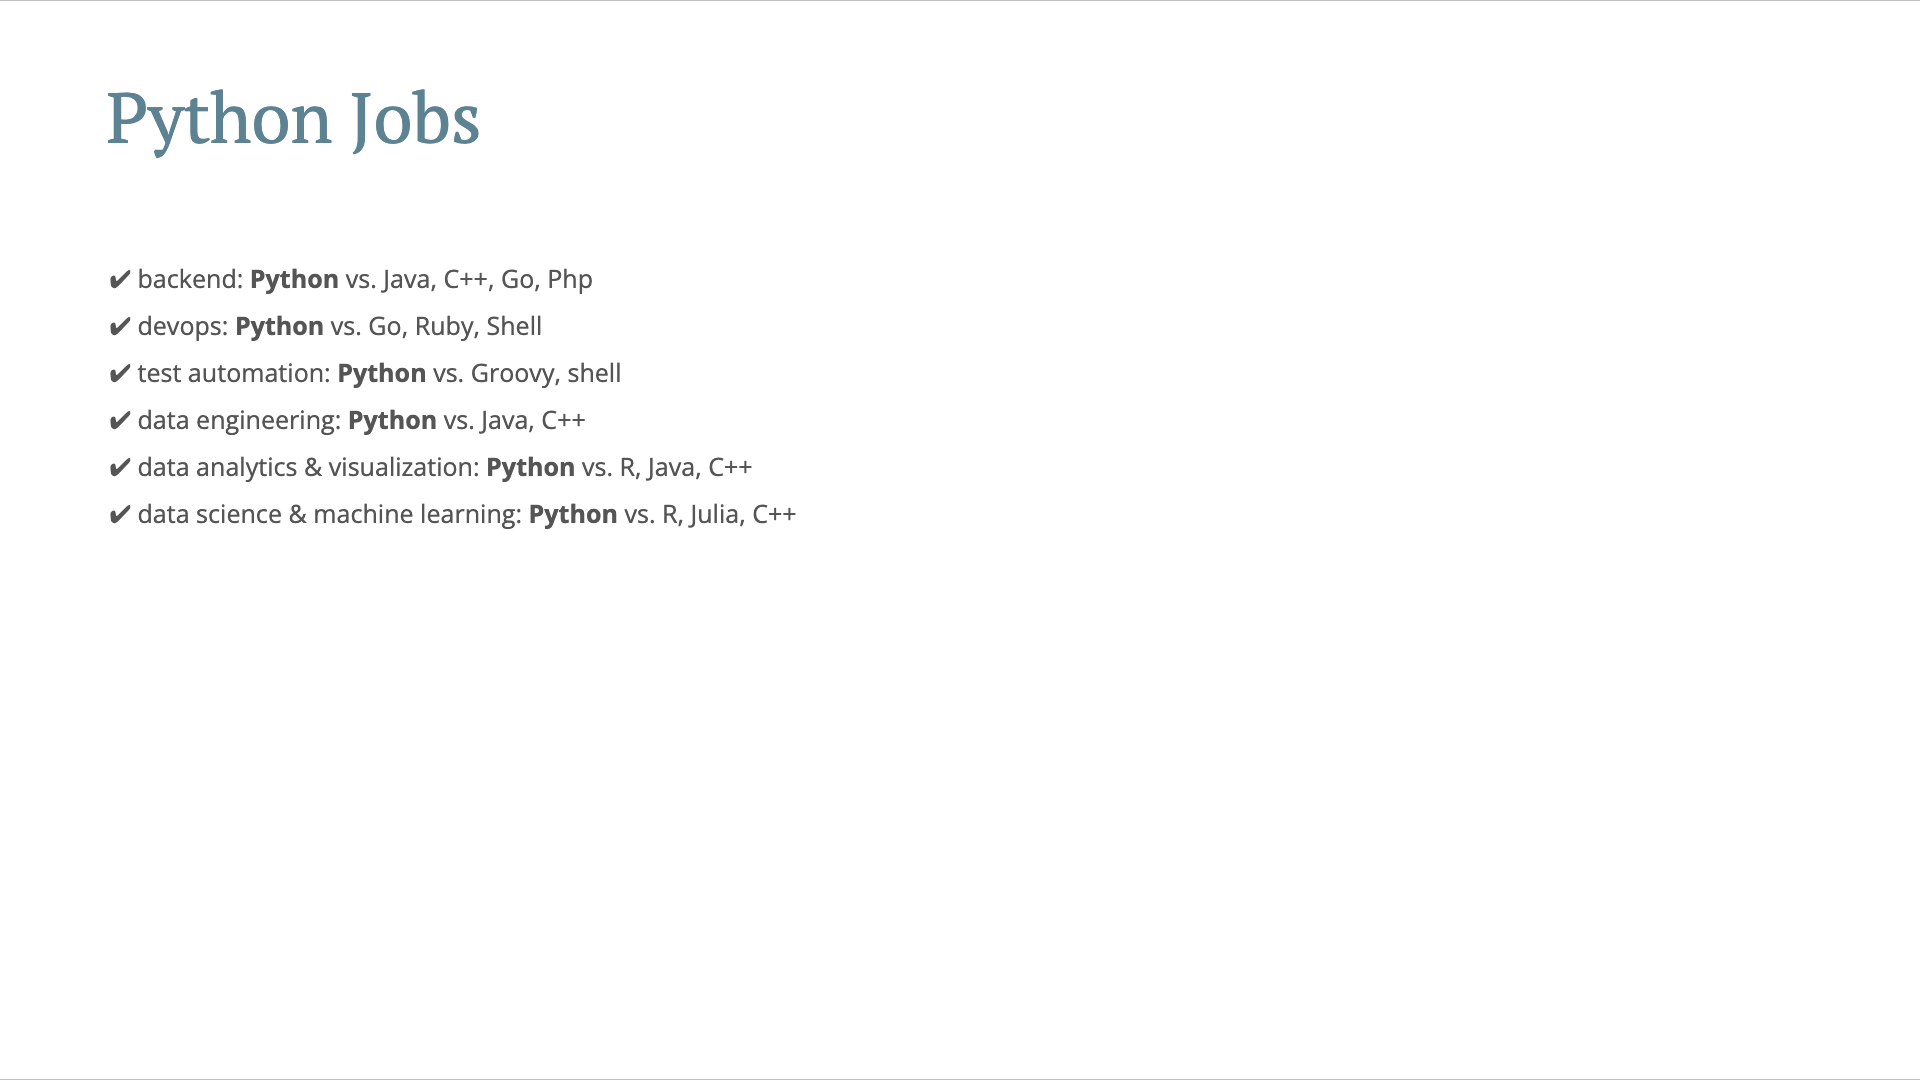 Python Jobs
✔ backend: Python vs. Java, C++, Go, Php
✔ devops: Python vs. Go, Ruby, Shell
✔ test automation: Python vs. Groovy, shell
✔ data engineering: Python vs. Java, C++
✔ data analytics & visualization: Python vs. R, Java, C++
✔ data science & machine learning: Python vs. R, Julia, C++